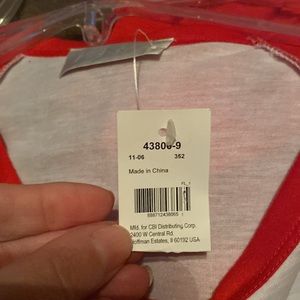 43806-9
11-06 352
Made in China
Mfd. for CBI Distributing Corp.
2400 W Central Rd.
Hoffman Estates, Il 60192 USA